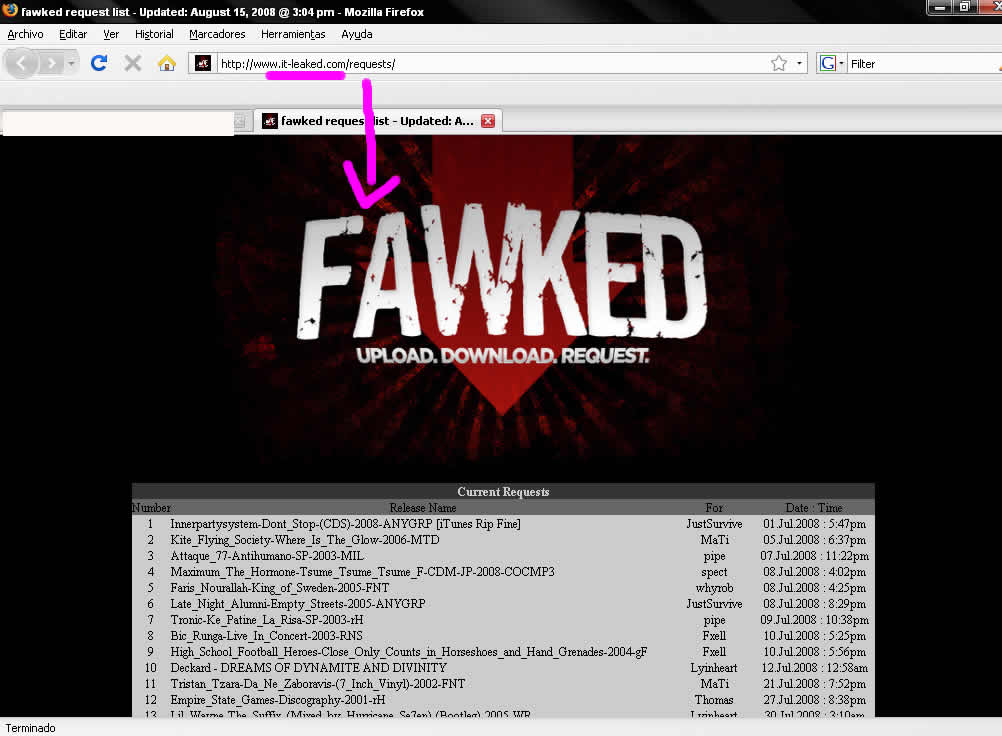 fawked request list - Updated: August 15, 2008 @ 3:04 pm - Mozilla Firefox
Archivo Editar Ver Historial Marcadores Herramientas Ayuda
http://www.it-leaked.com/requests/ G Filter
fawked request list - Updated: A...
FAWKED
UPLOAD. DOWNLOAD. REQUEST.
Current Requests
Number Release Name For Date : Time
1 Innerpartysystem-Dont_Stop-(CDS)-2008-ANYGRP [iTunes Rip Fine] JustSurvive 01.Jul.2008 : 5:47pm
2 Kite_Flying_Society-Where_Is_The_Glow-2006-MTD MaTi 05.Jul.2008 : 6:37pm
3 Attaque_77-Antihumano-SP-2003-MIL pipe 07.Jul.2008 : 11:22pm
4 Maximum_The_Hormone-Tsume_Tsume_Tsume_F-CDM-JP-2008-COCMP3 spect 08.Jul.2008 : 4:02pm
5 Faris_Nourallah-King_of_Sweden-2005-FNT whyrob 08.Jul.2008 : 4:25pm
6 Late_Night_Alumni-Empty_Streets-2005-ANYGRP JustSurvive 08.Jul.2008 : 8:29pm
7 Tronic-Ke_Patine_La_Risa-SP-2003-rH pipe 09.Jul.2008 : 10:38pm
8 Bic_Runga-Live_In_Concert-2003-RNS Fxell 10.Jul.2008 : 5:25pm
9 High_School_Football_Heroes-Close_Only_Counts_in_Horseshoes_and_Hand_Grenades-2004-gF Fxell 10.Jul.2008 : 5:56pm
10 Deckard - DREAMS OF DYNAMITE AND DIVINITY Lyinheart 12.Jul.2008 : 12:58am
11 Tristan_Tzara-Da_Ne_Zaboravis-(7_Inch_Vinyl)-2002-FNT MaTi 21.Jul.2008 : 7:52pm
12 Empire_State_Games-Discography-2001-rH Thomas 27.Jul.2008 : 8:38pm
13 Lil_Wayne-The_Suffix_(Mixed_by_Hurricane_Se7en)_(Bootleg)-2005-WR Lyinheart 30.Jul.2008 : 3:10am
Terminado